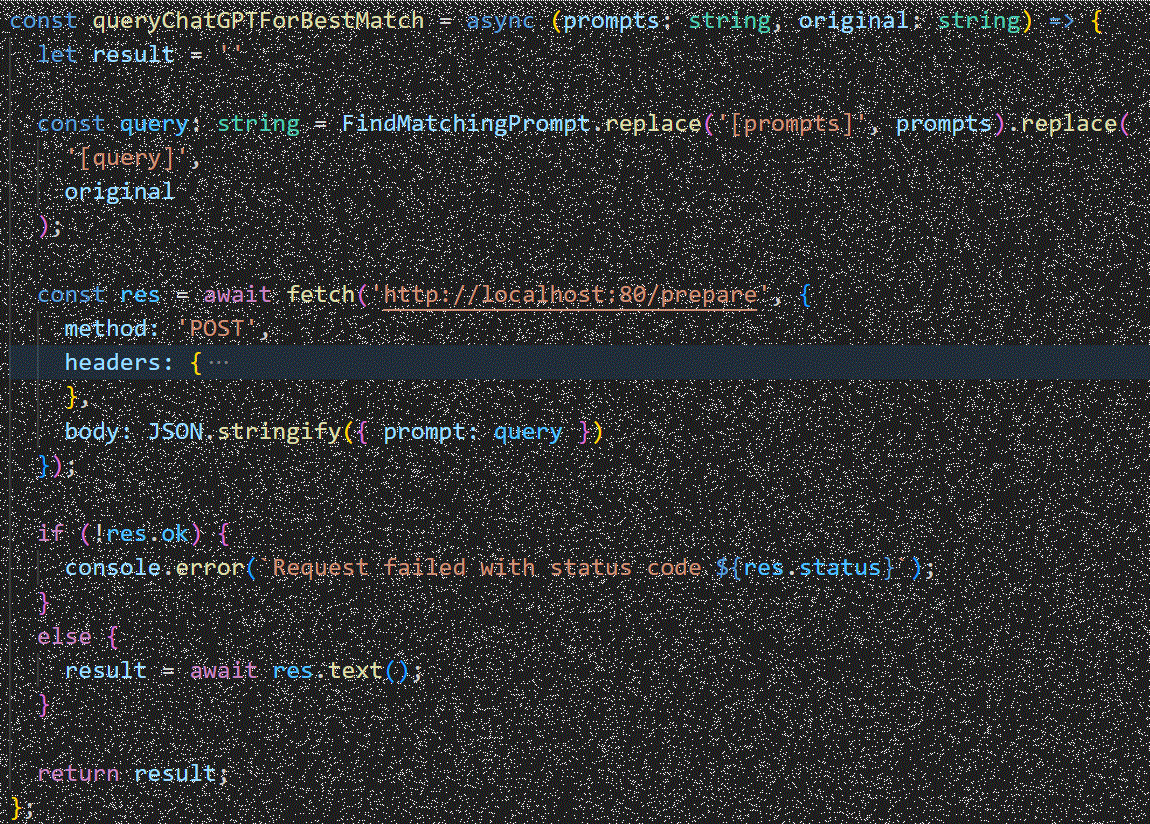 const queryChatGPTForBestMatch = async (prompts: string, original: string) => {
  let result = ''

  const query: string = FindMatchingPrompt.replace('[prompts]', prompts).replace(
    '[query]',
    original
  );

  const res = await fetch('http://localhost:80/prepare', {
    method: 'POST',
    headers: {···
    },
    body: JSON.stringify({ prompt: query })
  });

  if (!res.ok) {
    console.error(`Request failed with status code ${res.status}`);
  }
  else {
    result = await res.text();
  }

  return result;
};